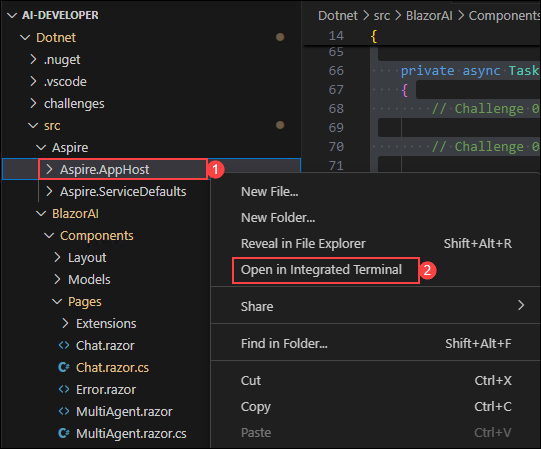 AI-DEVELOPER
Dotnet
.nuget
.vscode
challenges
src
Aspire
Aspire.AppHost
1
Aspire.ServiceDefaults
BlazorAI
Components
Layout
Models
Pages
Extensions
Chat.razor
Chat.razor.cs
Error.razor
MultiAgent.razor
MultiAgent.razor.cs
Dotnet > src > BlazorAI > Components
14 {
65
66 private async Task
67 {
68 // Challenge 0
69
70 // Challenge 0
71
New File...
New Folder...
Reveal in File Explorer Shift+Alt+R
Open in Integrated Terminal 2
Share
Find in Folder... Shift+Alt+F
Cut Ctrl+X
Copy Ctrl+C
Paste Ctrl+V